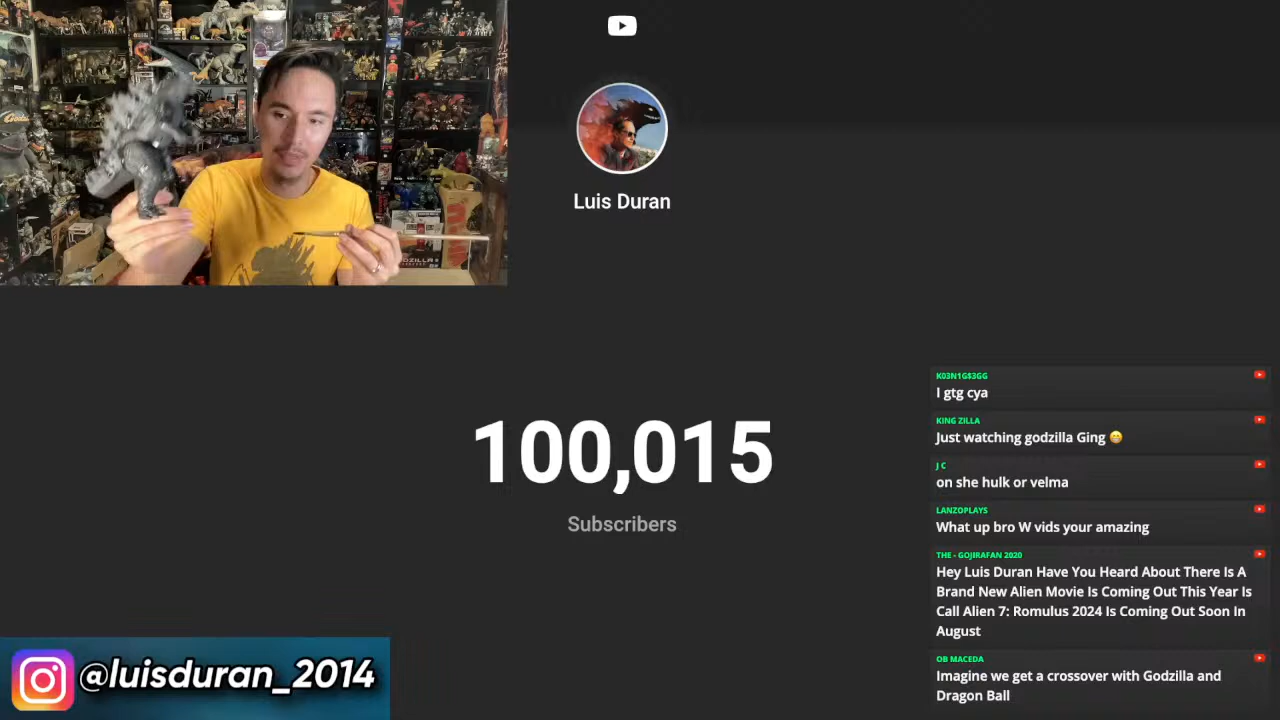 Luis Duran
100,015
Subscribers
K03N1G$3GG
I gtg cya
KING ZILLA
Just watching godzilla Ging 😁
J C
on she hulk or velma
LANZOPLAYS
What up bro W vids your amazing
THE - GOJIRAFAN 2020
Hey Luis Duran Have You Heard About There Is A
Brand New Alien Movie Is Coming Out This Year Is
Call Alien 7: Romulus 2024 Is Coming Out Soon In
August
OB MACEDA
Imagine we get a crossover with Godzilla and
Dragon Ball
@luisduran_2014